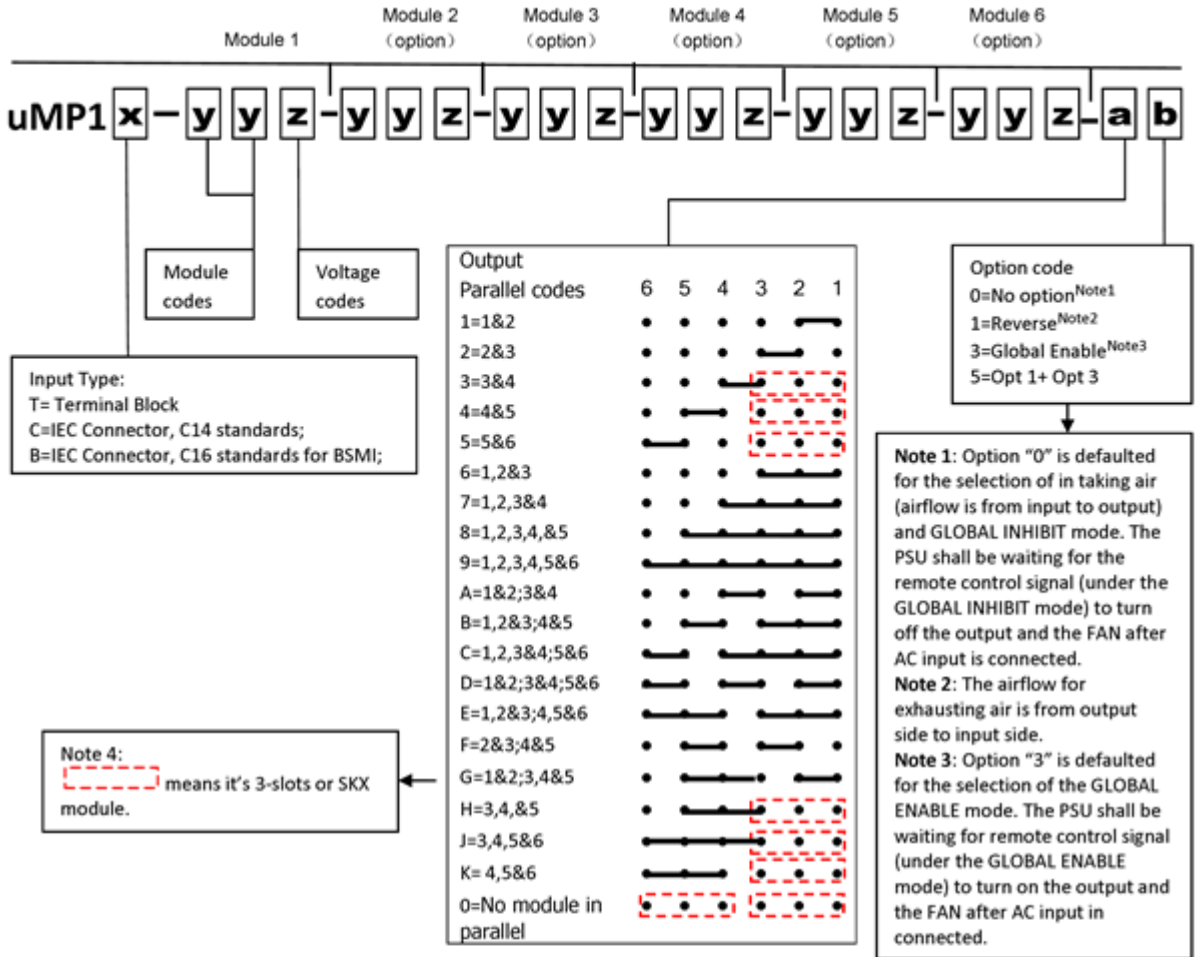 Module 1
Module 2
(option)
Module 3
(option)
Module 4
(option)
Module 5
(option)
Module 6
(option)
uMP1 x – y y z – y y z – y y z – y y z – y y z – y y z – a b
Module
codes
Voltage
codes
Input Type:
T= Terminal Block
C=IEC Connector, C14 standards;
B=IEC Connector, C16 standards for BSMI;
Output
Parallel codes 6 5 4 3 2 1
1=1&2
2=2&3
3=3&4
4=4&5
5=5&6
6=1,2&3
7=1,2,3&4
8=1,2,3,4,&5
9=1,2,3,4,5&6
A=1&2;3&4
B=1,2&3;4&5
C=1,2,3&4;5&6
D=1&2;3&4;5&6
E=1,2&3;4,5&6
F=2&3;4&5
G=1&2;3,4&5
H=3,4,&5
J=3,4,5&6
K= 4,5&6
0=No module in
parallel
Option code
0=No option Note1
1=Reverse Note2
3=Global Enable Note3
5=Opt 1+ Opt 3
Note 1: Option “0” is defaulted
for the selection of in taking air
(airflow is from input to output)
and GLOBAL INHIBIT mode. The
PSU shall be waiting for the
remote control signal (under the
GLOBAL INHIBIT mode) to turn
off the output and the FAN after
AC input is connected.
Note 2: The airflow for
exhausting air is from output
side to input side.
Note 3: Option “3” is defaulted
for the selection of the GLOBAL
ENABLE mode. The PSU shall be
waiting for remote control signal
(under the GLOBAL ENABLE
mode) to turn on the output and
the FAN after AC input in
connected.
Note 4:
means it’s 3-slots or SKX
module.